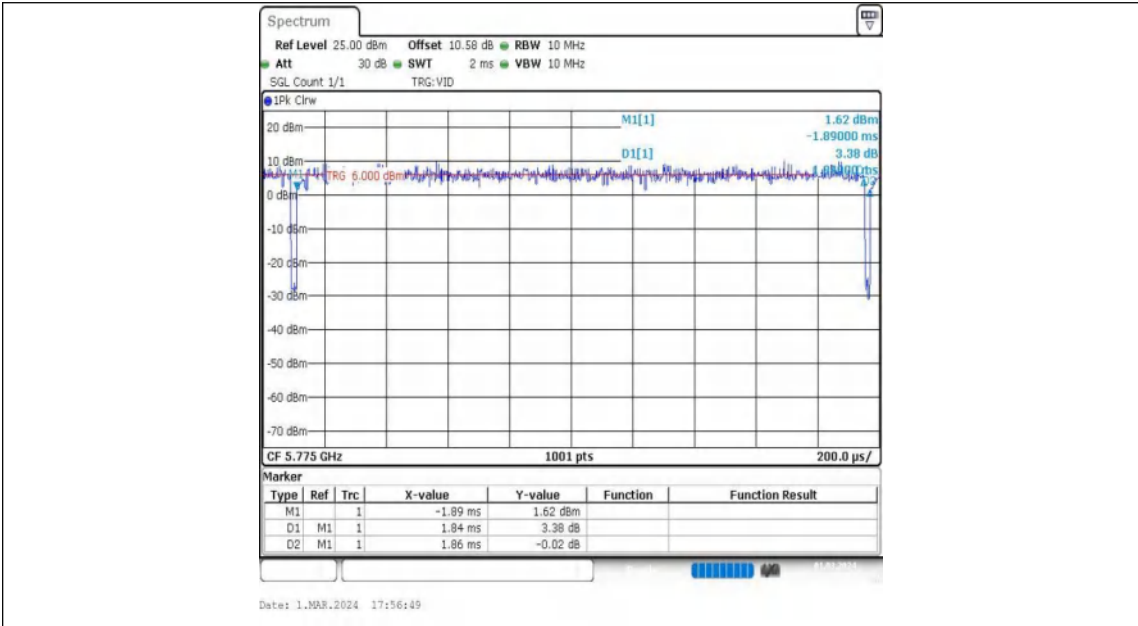 Spectrum
Ref Level 25.00 dBm Offset 10.58 dB RBW 10 MHz
Att 30 dB SWT 2 ms VBW 10 MHz
SGL Count 1/1 TRG:VID
1Pk Clrw
M1[1] 1.62 dBm
-1.89000 ms
D1[1] 3.38 dB
20 dBm
10 dBm
M1
TRG 6.000 dBm
0 dBm
-10 dBm
-20 dBm
-30 dBm
-40 dBm
-50 dBm
-60 dBm
-70 dBm
CF 5.775 GHz 1001 pts 200.0 µs/
Marker
Type Ref Trc X-value Y-value Function Function Result
M1 1 -1.89 ms 1.62 dBm
D1 M1 1 1.84 ms 3.38 dB
D2 M1 1 1.86 ms -0.02 dB
Date: 1.MAR.2024 17:56:49